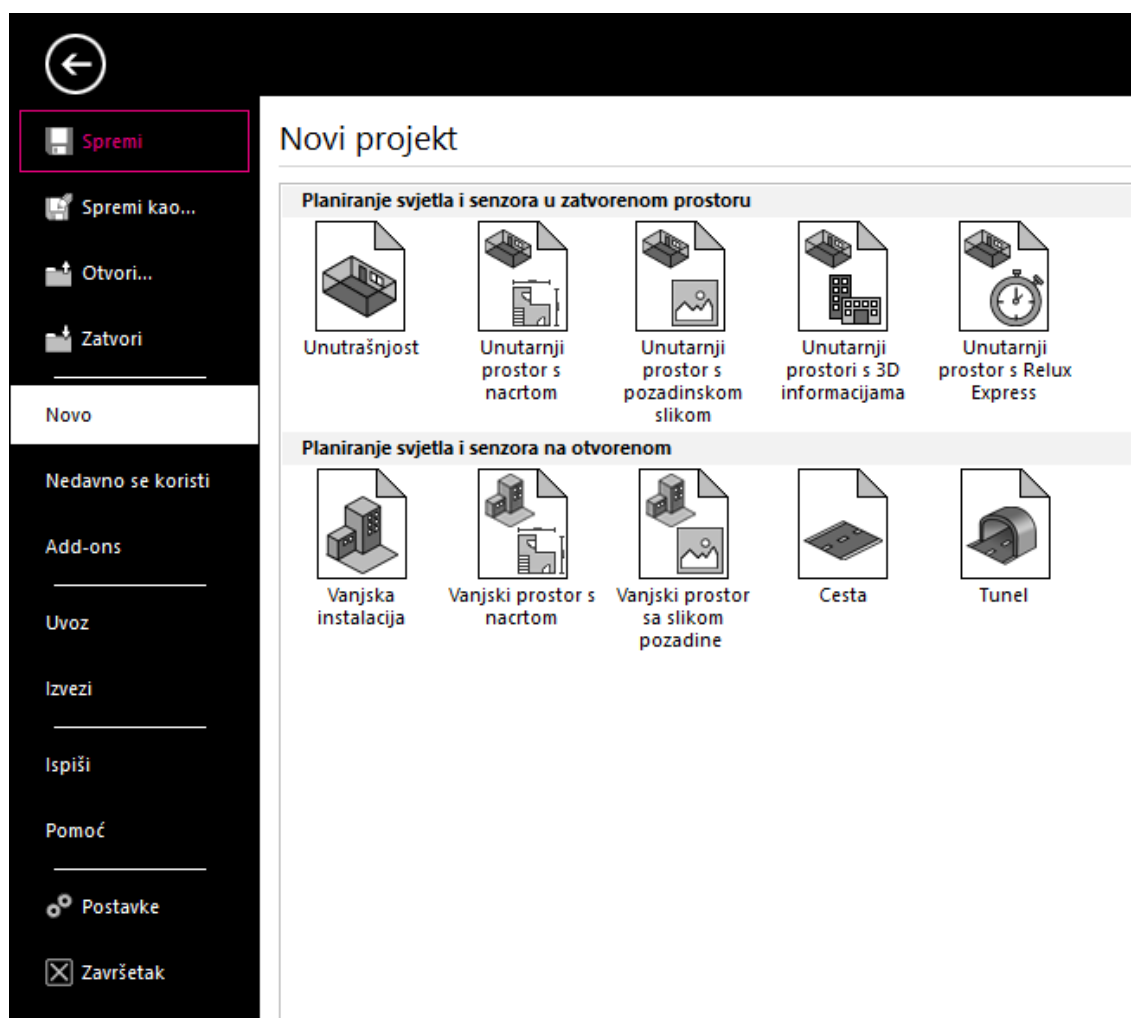 Spremi
Spremi kao...
Otvori...
Zatvori
Novo
Nedavno se koristi
Add-ons
Uvoz
Izvezi
Ispiši
Pomoć
Postavke
Završetak
Novi projekt
Planiranje svjetla i senzora u zatvorenom prostoru
Unutrašnjost
Unutarnji
prostor s
nacrtom
Unutarnji
prostor s
pozadinskom
slikom
Unutarnji
prostori s 3D
informacijama
Unutarnji
prostor s Relux
Express
Planiranje svjetla i senzora na otvorenom
Vanjska
instalacija
Vanjski prostor s
nacrtom
Vanjski prostor
sa slikom
pozadine
Cesta
Tunel